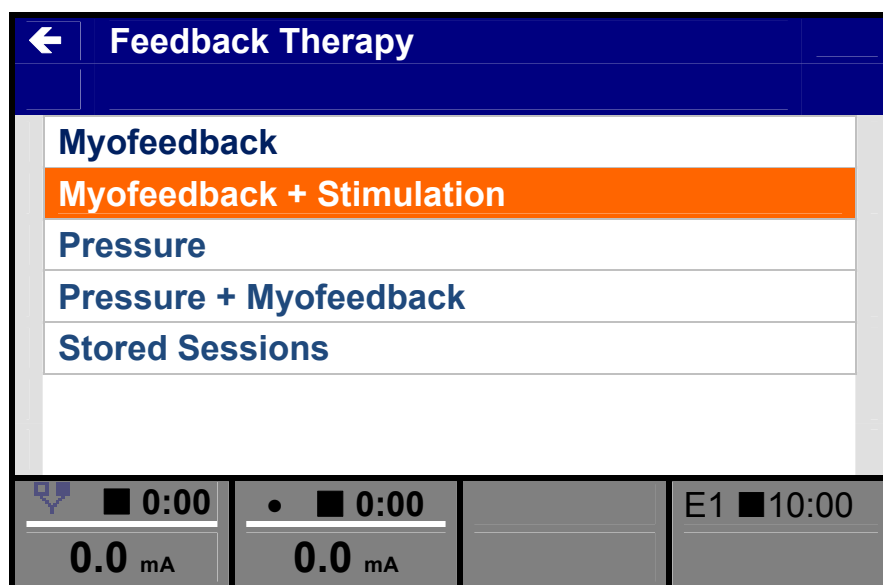 Feedback Therapy
Myofeedback
Myofeedback + Stimulation
Pressure
Pressure + Myofeedback
Stored Sessions
0:00 0:00 E1 10:00
0.0 mA 0.0 mA